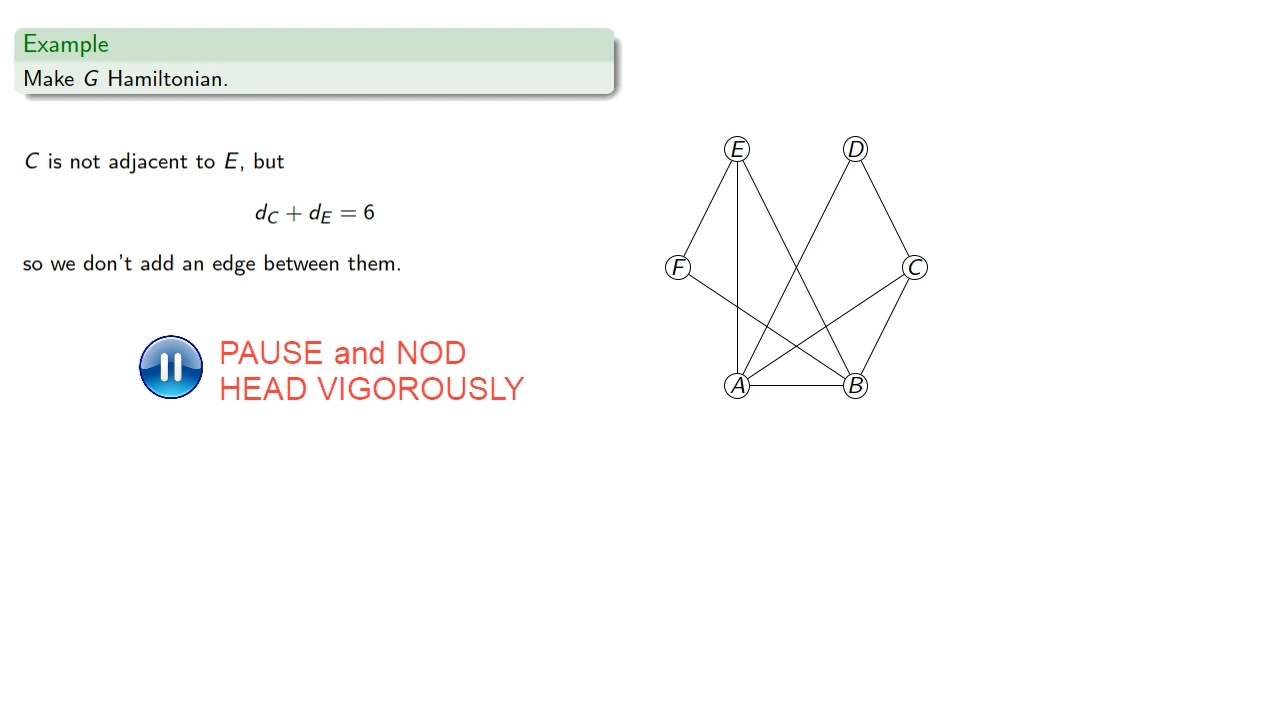 Example
Make G Hamiltonian.
C is not adjacent to E, but
d_C + d_E = 6
so we don't add an edge between them.
PAUSE and NOD
HEAD VIGOROUSLY
E
D
F
C
A
B